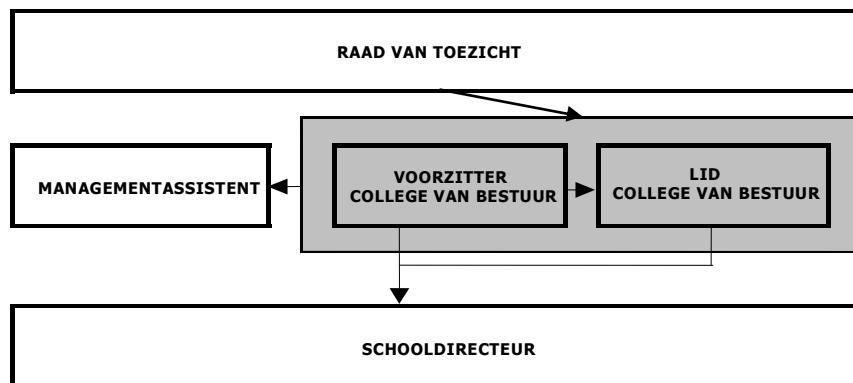 RAAD VAN TOEZICHT
MANAGEMENTASSISTENT
VOORZITTER
COLLEGE VAN BESTUUR
LID
COLLEGE VAN BESTUUR
SCHOOLDIRECTEUR